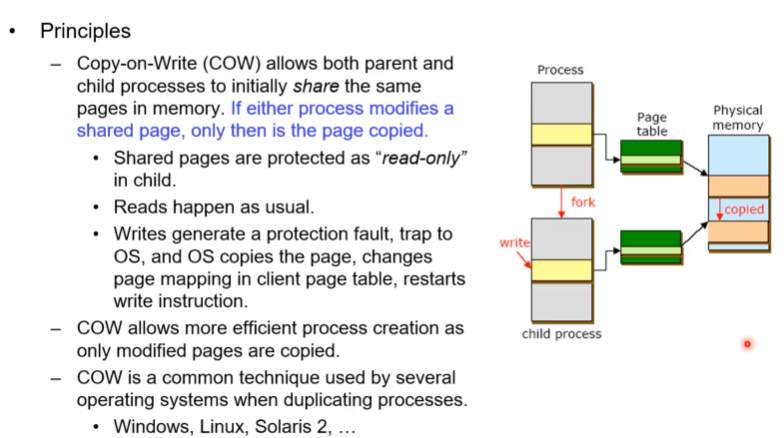 • Principles
– Copy-on-Write (COW) allows both parent and
child processes to initially share the same
pages in memory. If either process modifies a
shared page, only then is the page copied.
• Shared pages are protected as “read-only”
in child.
• Reads happen as usual.
• Writes generate a protection fault, trap to
OS, and OS copies the page, changes
page mapping in client page table, restarts
write instruction.
– COW allows more efficient process creation as
only modified pages are copied.
– COW is a common technique used by several
operating systems when duplicating processes.
• Windows, Linux, Solaris 2, …
Process
Page
table
Physical
memory
fork
copied
write
child process